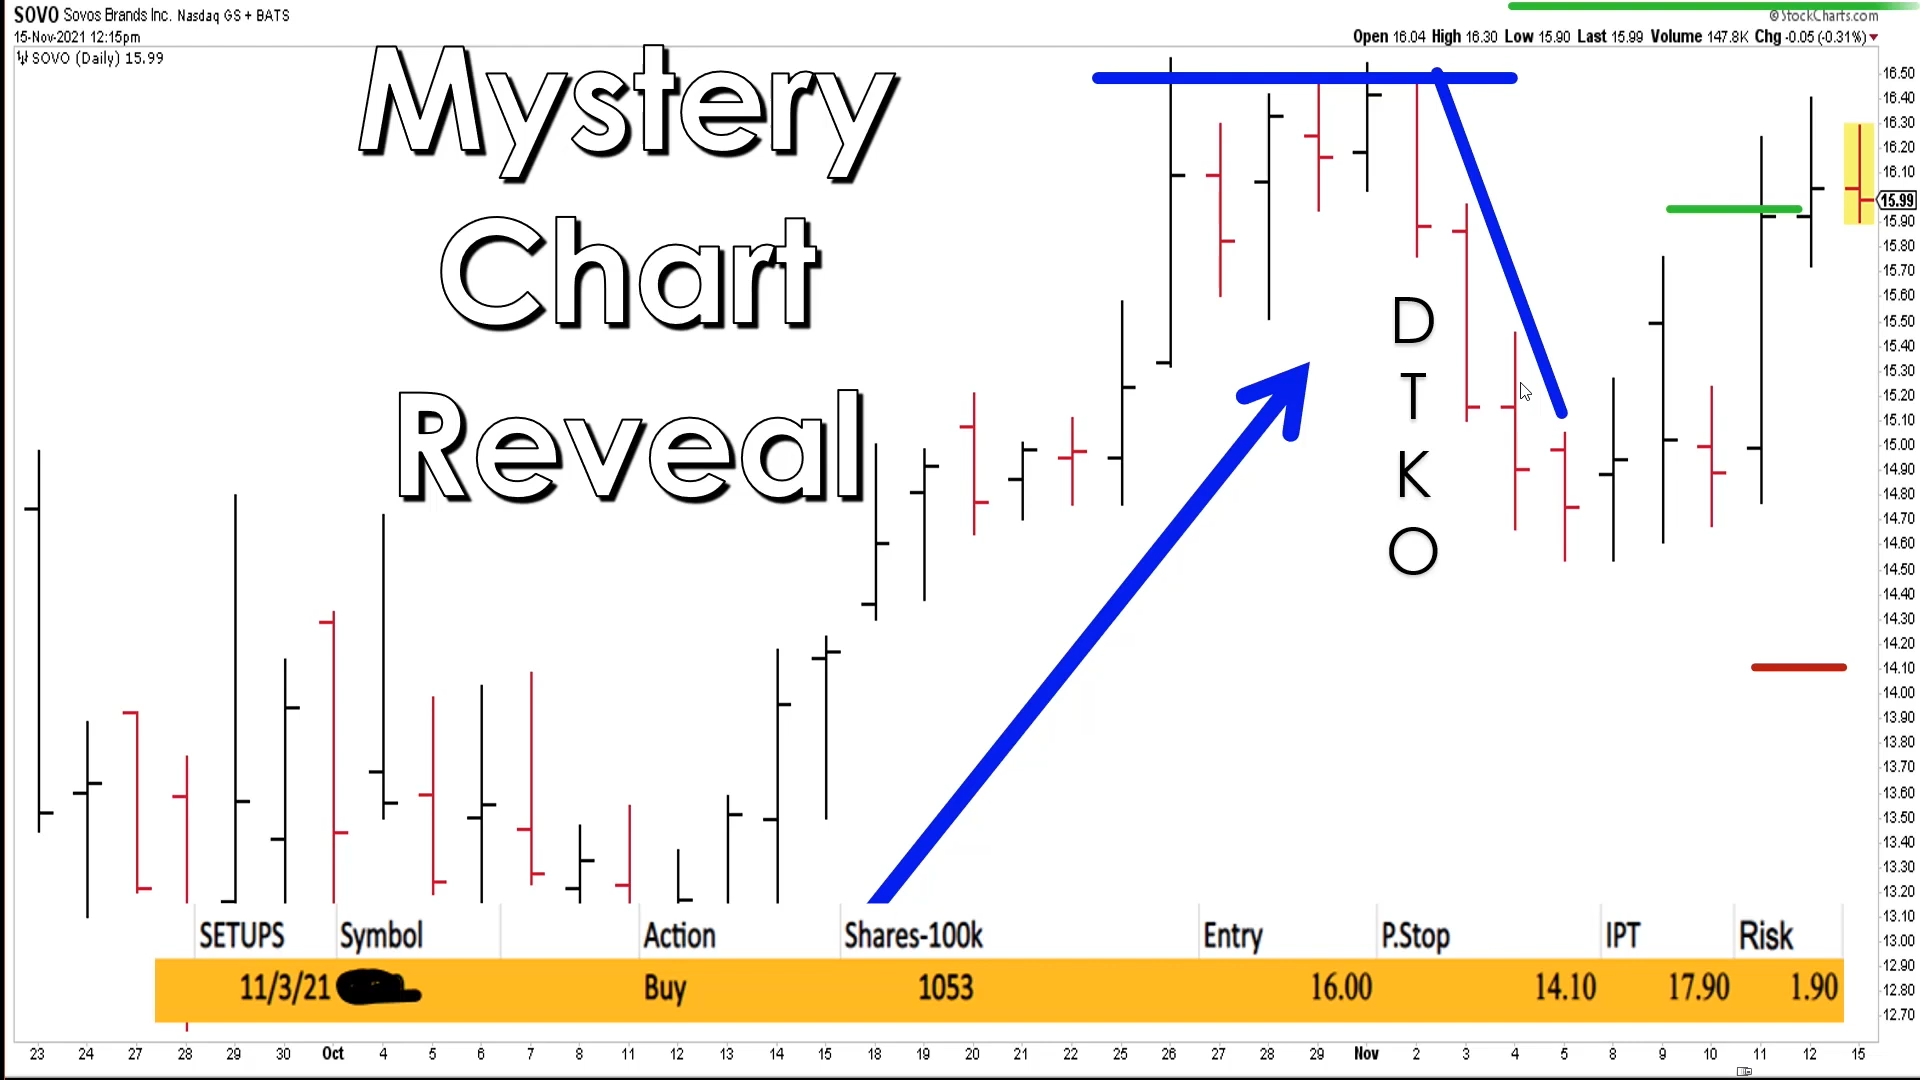 SOVO Sovos Brands Inc. Nasdaq GS + BATS
© StockCharts.com
15-Nov-2021 12:15pm
Open 16.04 High 16.30 Low 15.90 Last 15.99 Volume 147.8K Chg -0.05 (-0.31%)
SOVO (Daily) 15.99
Mystery
Chart
Reveal
D
T
K
O
16.50
16.40
16.30
16.20
16.10
15.99
15.90
15.80
15.70
15.60
15.50
15.40
15.30
15.20
15.10
15.00
14.90
14.80
14.70
14.60
14.50
14.40
14.30
14.20
14.10
14.00
13.90
13.80
13.70
13.60
13.50
13.40
13.30
13.20
13.10
13.00
12.90
12.80
12.70
SETUPS Symbol Action Shares-100k Entry P.Stop IPT Risk
11/3/21 Buy 1053 16.00 14.10 17.90 1.90
23 24 27 28 29 30 Oct 4 5 6 7 8 11 12 13 14 15 18 19 20 21 22 25 26 27 28 29 Nov 2 3 4 5 8 9 10 11 12 15